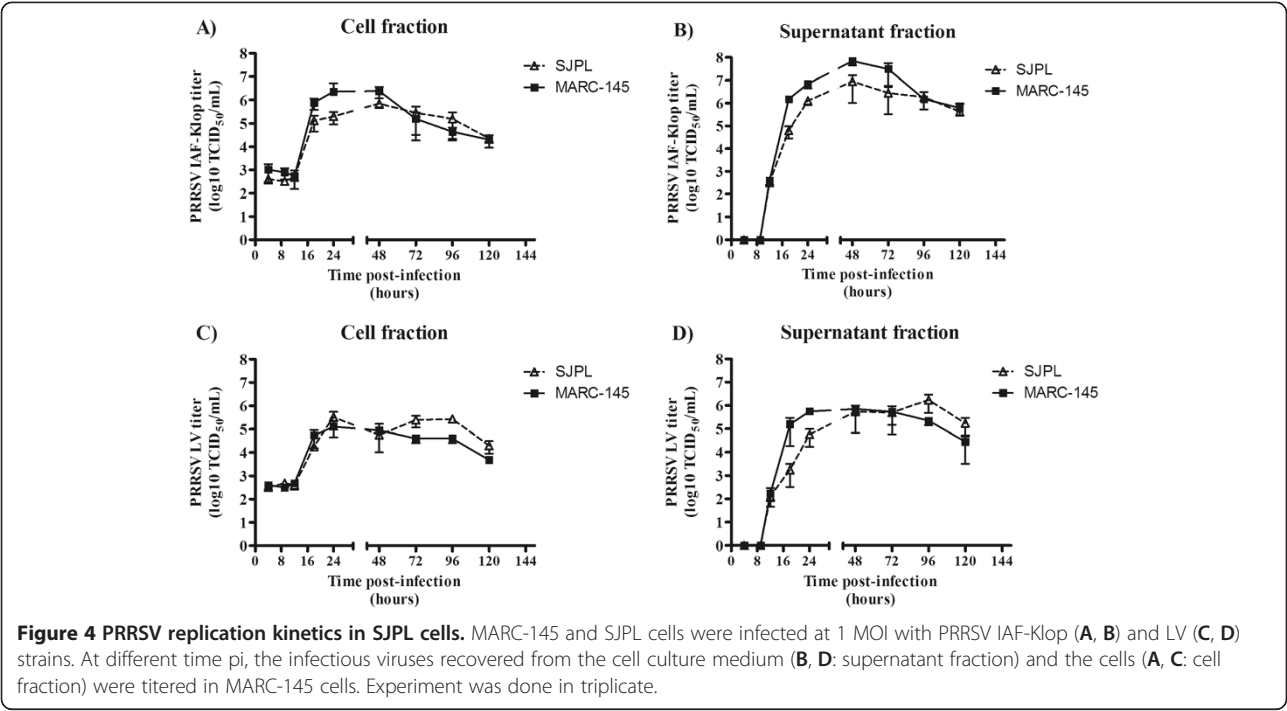 A)
Cell fraction
PRRSV IAF-Klop titer
(log10 TCID50/mL)
8
7
6
5
4
3
2
1
0
0 8 16 24 48 72 96 120 144
Time post-infection
(hours)
SJPL
MARC-145
B)
Supernatant fraction
PRRSV IAF-Klop titer
(log10 TCID50/mL)
8
7
6
5
4
3
2
1
0
0 8 16 24 48 72 96 120 144
Time post-infection
(hours)
SJPL
MARC-145
C)
Cell fraction
PRRSV LV titer
(log10 TCID50/mL)
8
7
6
5
4
3
2
1
0
0 8 16 24 48 72 96 120 144
Time post-infection
(hours)
SJPL
MARC-145
D)
Supernatant fraction
PRRSV LV titer
(log10 TCID50/mL)
8
7
6
5
4
3
2
1
0
0 8 16 24 48 72 96 120 144
Time post-infection
(hours)
SJPL
MARC-145
Figure 4 PRRSV replication kinetics in SJPL cells. MARC-145 and SJPL cells were infected at 1 MOI with PRRSV IAF-Klop (A, B) and LV (C, D)
strains. At different time pi, the infectious viruses recovered from the cell culture medium (B, D: supernatant fraction) and the cells (A, C: cell
fraction) were titered in MARC-145 cells. Experiment was done in triplicate.